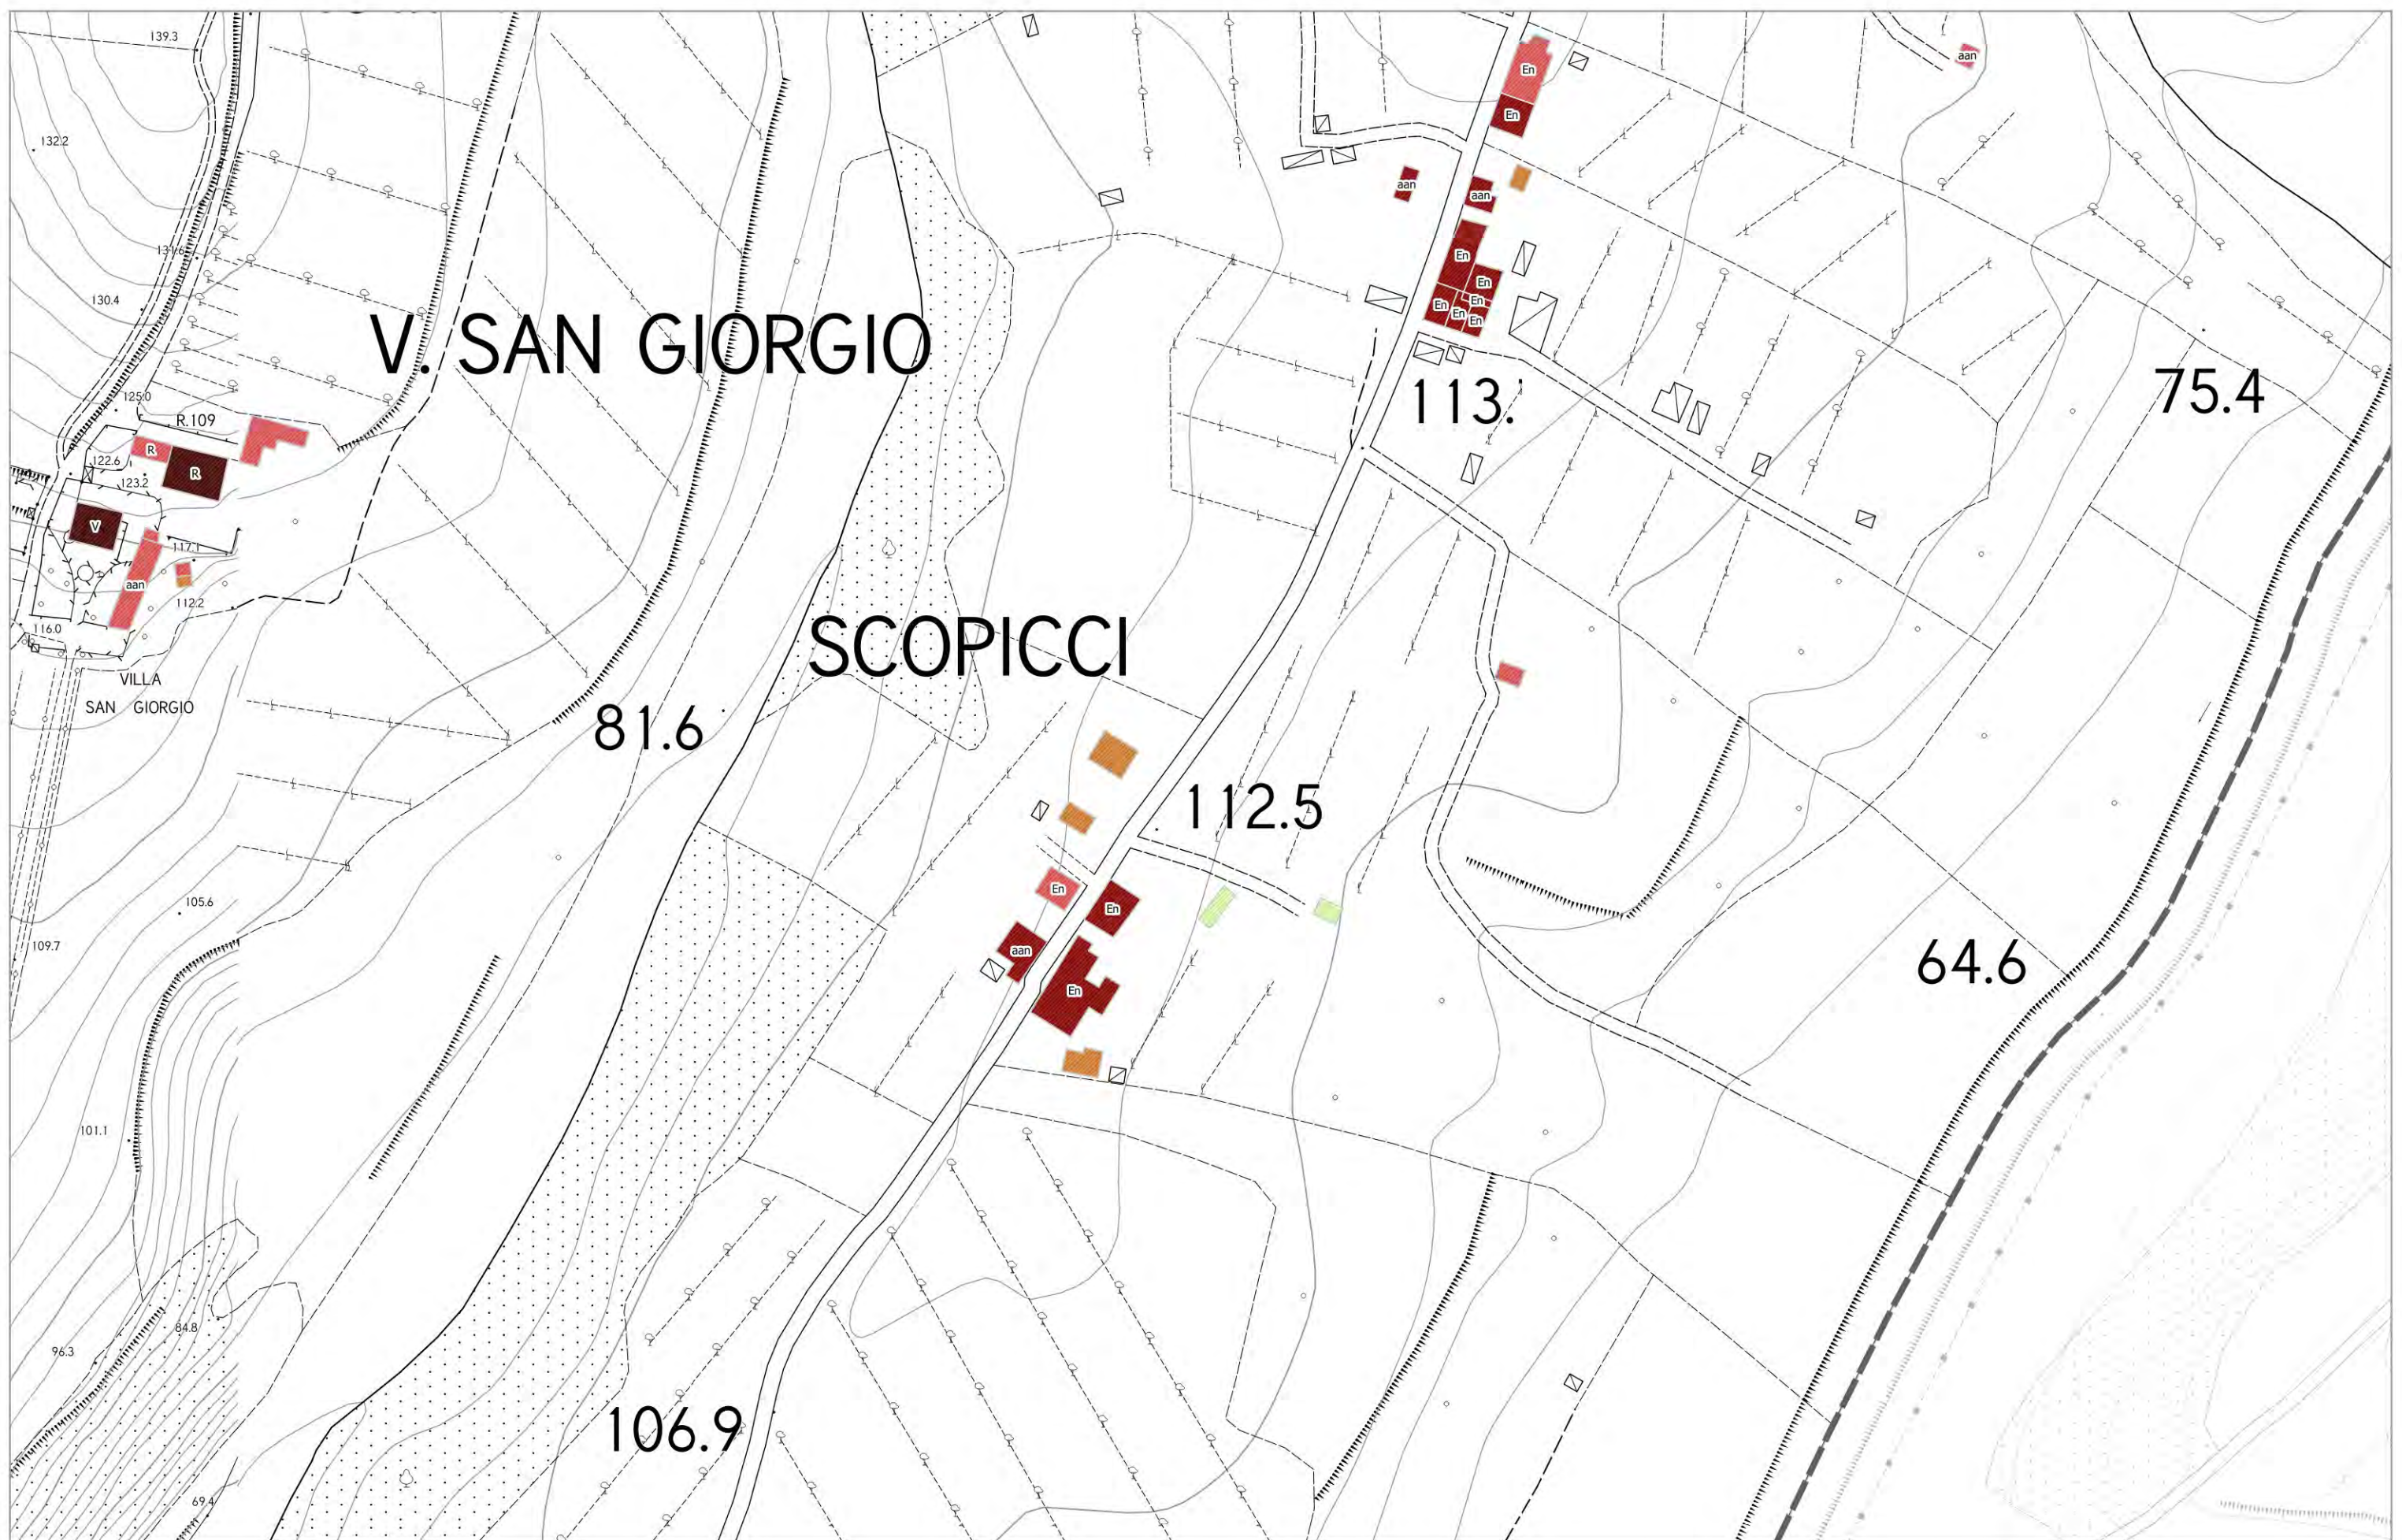 139.3
aan
En
132.2
En
aan
aan
131.6
En
En
130.4
En
En
En
En
V. SAN GIORGIO
113.
75.4
125.0
R.109
R
122.6
R
123.2
V
117.1
aan
112.2
116.0
SCOPICCI
VILLA
SAN GIORGIO
81.6
112.5
En
105.6
En
109.7
aan
64.6
En
101.1
84.8
96.3
106.9
69.4